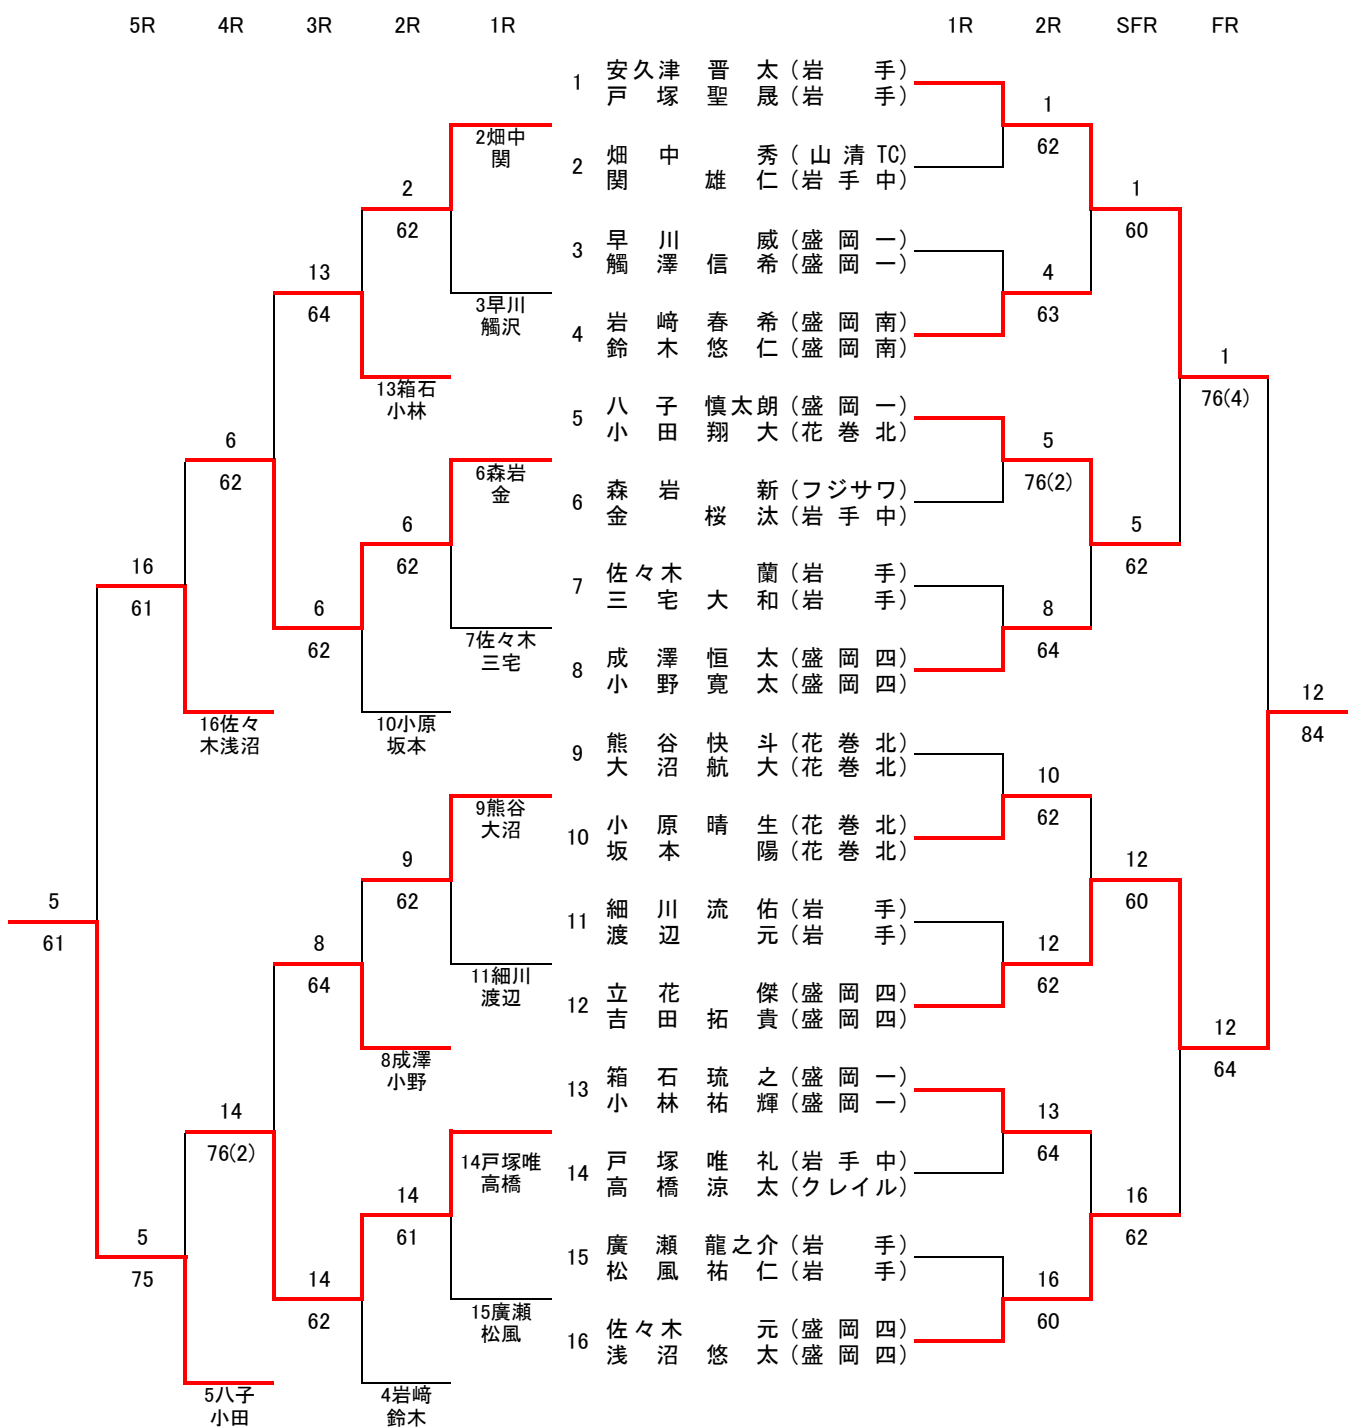 5R 4R 3R 2R 1R 1R 2R SFR FR
1 安久津 晋 太 (岩 手)
戸 塚 聖 晟 (岩 手)
2 畑 中 秀 (山 清 TC)
関 雄 仁 (岩 手 中)
3 早 川 威 (盛 岡 一)
觸 澤 信 希 (盛 岡 一)
4 岩 﨑 春 希 (盛 岡 南)
鈴 木 悠 仁 (盛 岡 南)
5 八 子 慎太朗 (盛 岡 一)
小 田 翔 大 (花 巻 北)
6 森 岩 新 (フジサワ)
金 桜 汰 (岩 手 中)
7 佐々木 蘭 (岩 手)
三 宅 大 和 (岩 手)
8 成 澤 恒 太 (盛 岡 四)
小 野 寛 太 (盛 岡 四)
9 熊 谷 快 斗 (花 巻 北)
大 沼 航 大 (花 巻 北)
10 小 原 晴 生 (花 巻 北)
坂 本 陽 (花 巻 北)
11 細 川 流 佑 (岩 手)
渡 辺 元 (岩 手)
12 立 花 傑 (盛 岡 四)
吉 田 拓 貴 (盛 岡 四)
13 箱 石 琉 之 (盛 岡 一)
小 林 祐 輝 (盛 岡 一)
14 戸 塚 唯 礼 (岩 手 中)
高 橋 涼 太 (クレイル)
15 廣 瀬 龍之介 (岩 手)
松 風 祐 仁 (岩 手)
16 佐々木 元 (盛 岡 四)
浅 沼 悠 太 (盛 岡 四)
1
62
4
63
5
76(2)
8
64
10
62
12
62
13
64
16
60
1
60
5
62
12
60
16
62
1
76(4)
12
64
12
84
2畑中
関
3早川
觸沢
6森岩
金
7佐々木
三宅
9熊谷
大沼
11細川
渡辺
14戸塚唯
高橋
15廣瀬
松風
2
62
13箱石
小林
6
62
10小原
坂本
9
62
8成澤
小野
14
61
4岩﨑
鈴木
13
64
6
62
8
64
14
62
6
62
16佐々
木浅沼
14
76(2)
5八子
小田
16
61
5
75
5
61